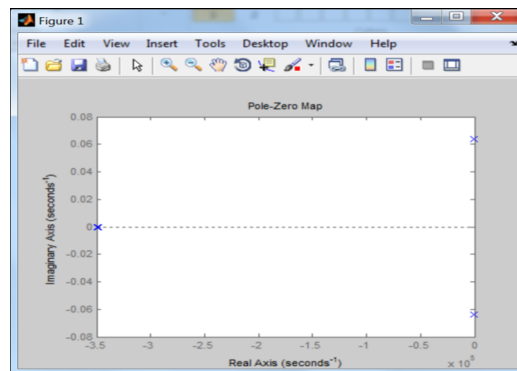 Figure 1
File Edit View Insert Tools Desktop Window Help
Pole-Zero Map
Imaginary Axis (seconds⁻¹)
0.08
0.06
0.04
0.02
0
-0.02
-0.04
-0.06
-0.08
-3.5 -3 -2.5 -2 -1.5 -1 -0.5 0
Real Axis (seconds⁻¹)